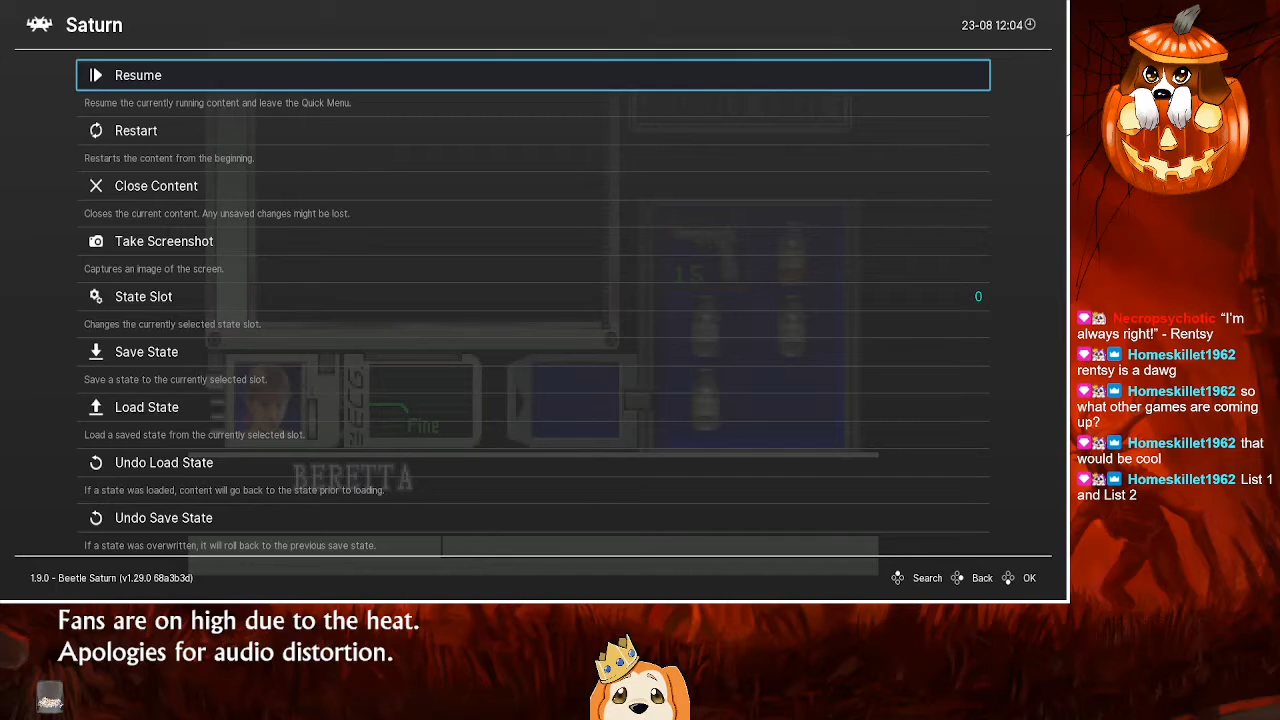 Saturn
23-08 12:04
Resume
Resume the currently running content and leave the Quick Menu.
Restart
Restarts the content from the beginning.
Close Content
Closes the current content. Any unsaved changes might be lost.
Take Screenshot
Captures an image of the screen.
15
State Slot
0
Changes the currently selected state slot.
Save State
Save a state to the currently selected slot.
Load State
Fine
Load a saved state from the currently selected slot.
Undo Load State
BERETTA
If a state was loaded, content will go back to the state prior to loading.
Undo Save State
If a state was overwritten, it will roll back to the previous save state.
1.9.0 - Beetle Saturn (v1.29.0 68a3b3d)
Search
Back
OK
Necropsychotic “I'm
always right!” - Rentsy
Homeskillet1962
rentsy is a dawg
Homeskillet1962 so
what other games are coming
up?
Homeskillet1962 that
would be cool
Homeskillet1962 List 1
and List 2
Fans are on high due to the heat.
Apologies for audio distortion.